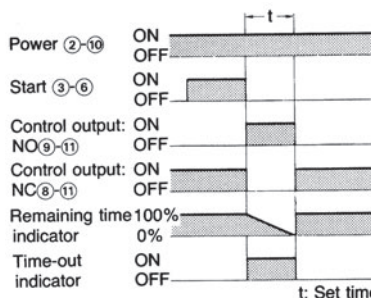 t
Power ②-⑩ ON
OFF
Start ③-⑥ ON
OFF
Control output: ON
NO⑨-⑪ OFF
Control output: ON
NC⑧-⑪ OFF
Remaining time 100%
indicator 0%
Time-out ON
indicator OFF
t: Set time